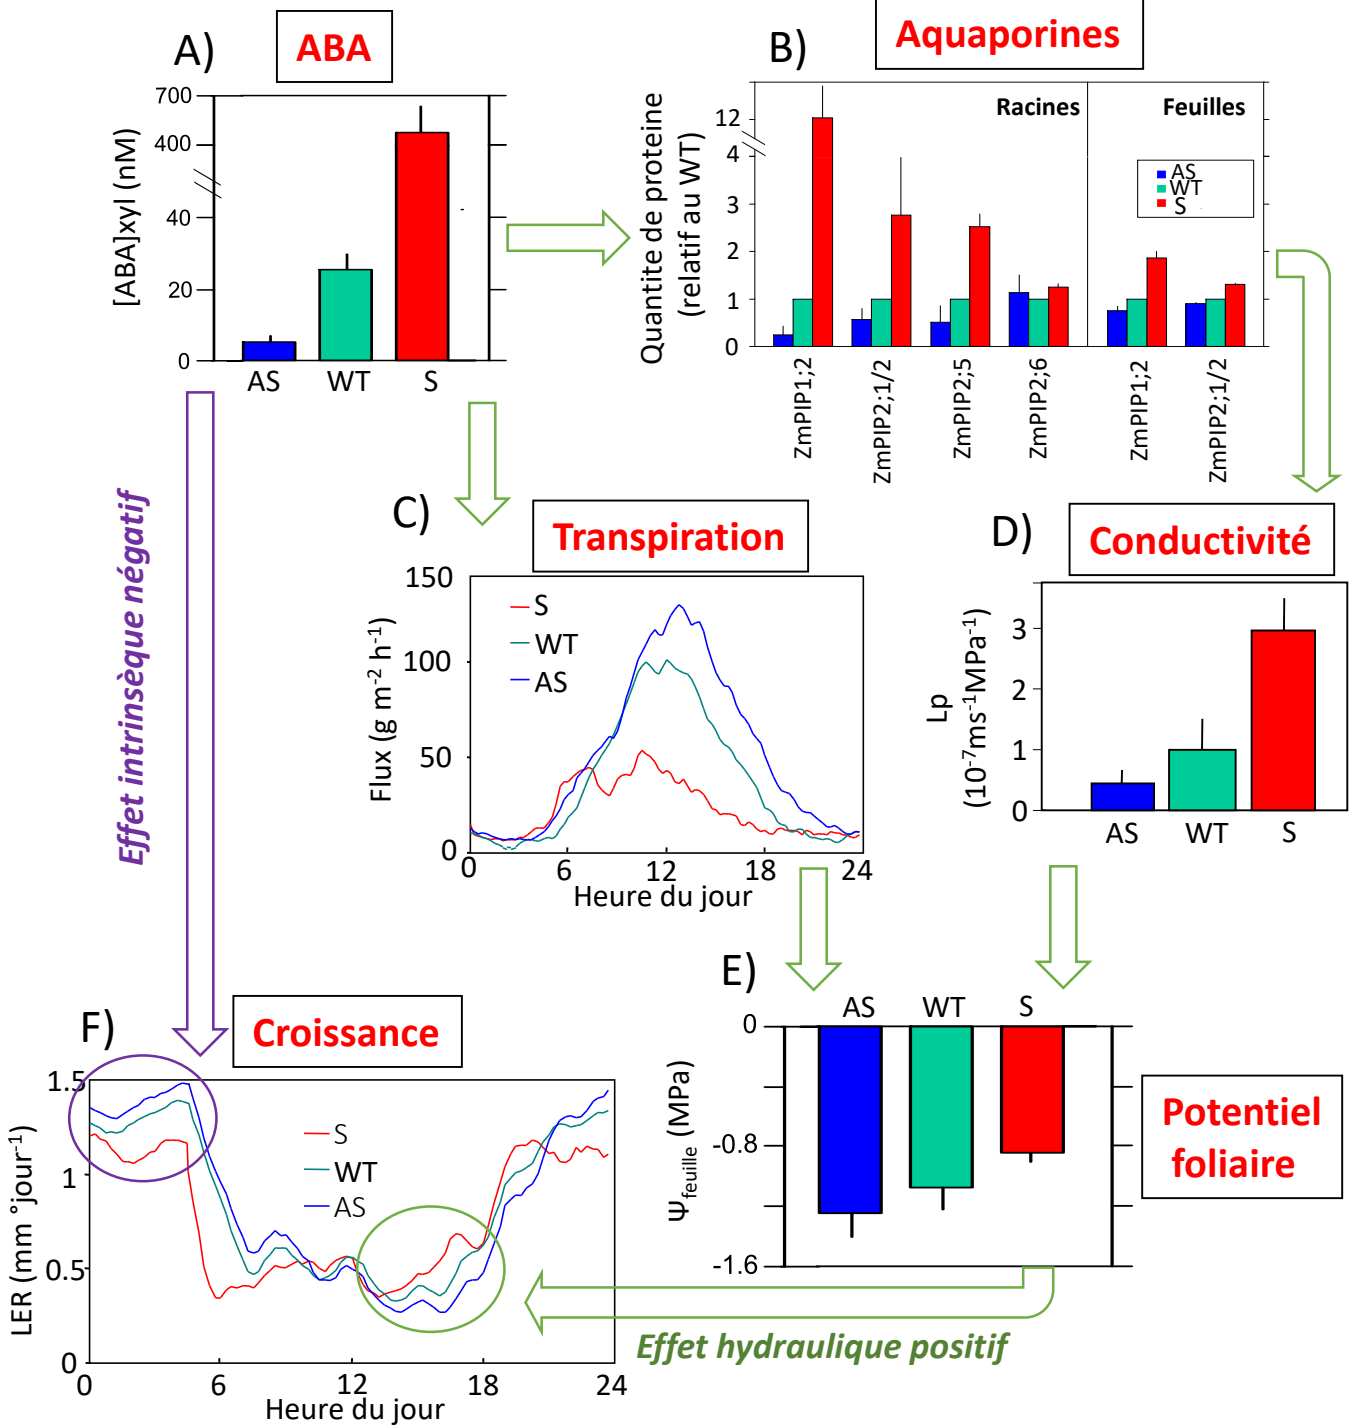 A)
ABA
[ABA]xyl (nM)
700
400
40
20
0
AS WT S
B)
Aquaporines
Quantite de proteine
(relatif au WT)
12
4
3
2
1
0
Racines
Feuilles
AS
WT
S
ZmPIP1;2
ZmPIP2;1/2
ZmPIP2;5
ZmPIP2;6
ZmPIP1;2
ZmPIP2;1/2
Effet intrinsèque négatif
C)
Transpiration
Flux (g m-2 h-1)
150
100
50
0
S
WT
AS
0 6 12 18 24
Heure du jour
D)
Conductivité
Lp
(10-7ms-1MPa-1)
3
2
1
0
AS WT S
E)
AS WT S
Ψfeuille (MPa)
0
-0.8
-1.6
Potentiel
foliaire
F)
Croissance
LER (mm °jour-1)
1.5
1
0.5
0
S
WT
AS
0 6 12 18 24
Heure du jour
Effet hydraulique positif